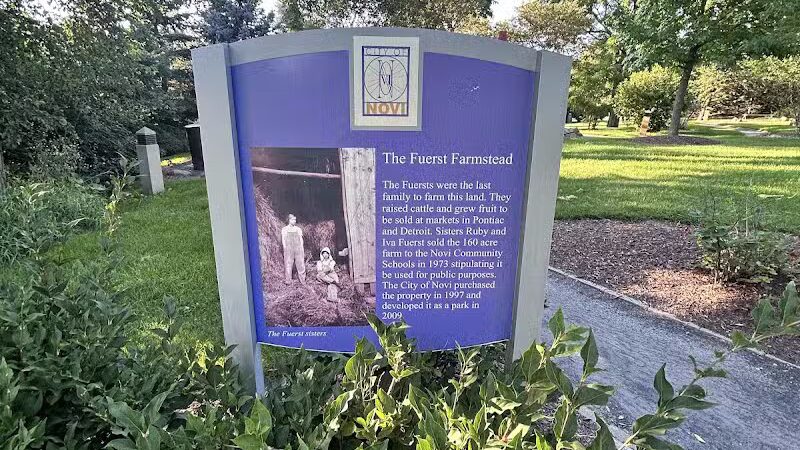 CITY OF
NOVI
The Fuerst Farmstead
The Fuersts were the last
family to farm this land. They
raised cattle and grew fruit to
be sold at markets in Pontiac
and Detroit. Sisters Ruby and
Iva Fuerst sold the 160 acre
farm to the Novi Community
Schools in 1973 stipulating it
be used for public purposes.
The City of Novi purchased
the property in 1997 and
developed it as a park in
2009
The Fuerst sisters